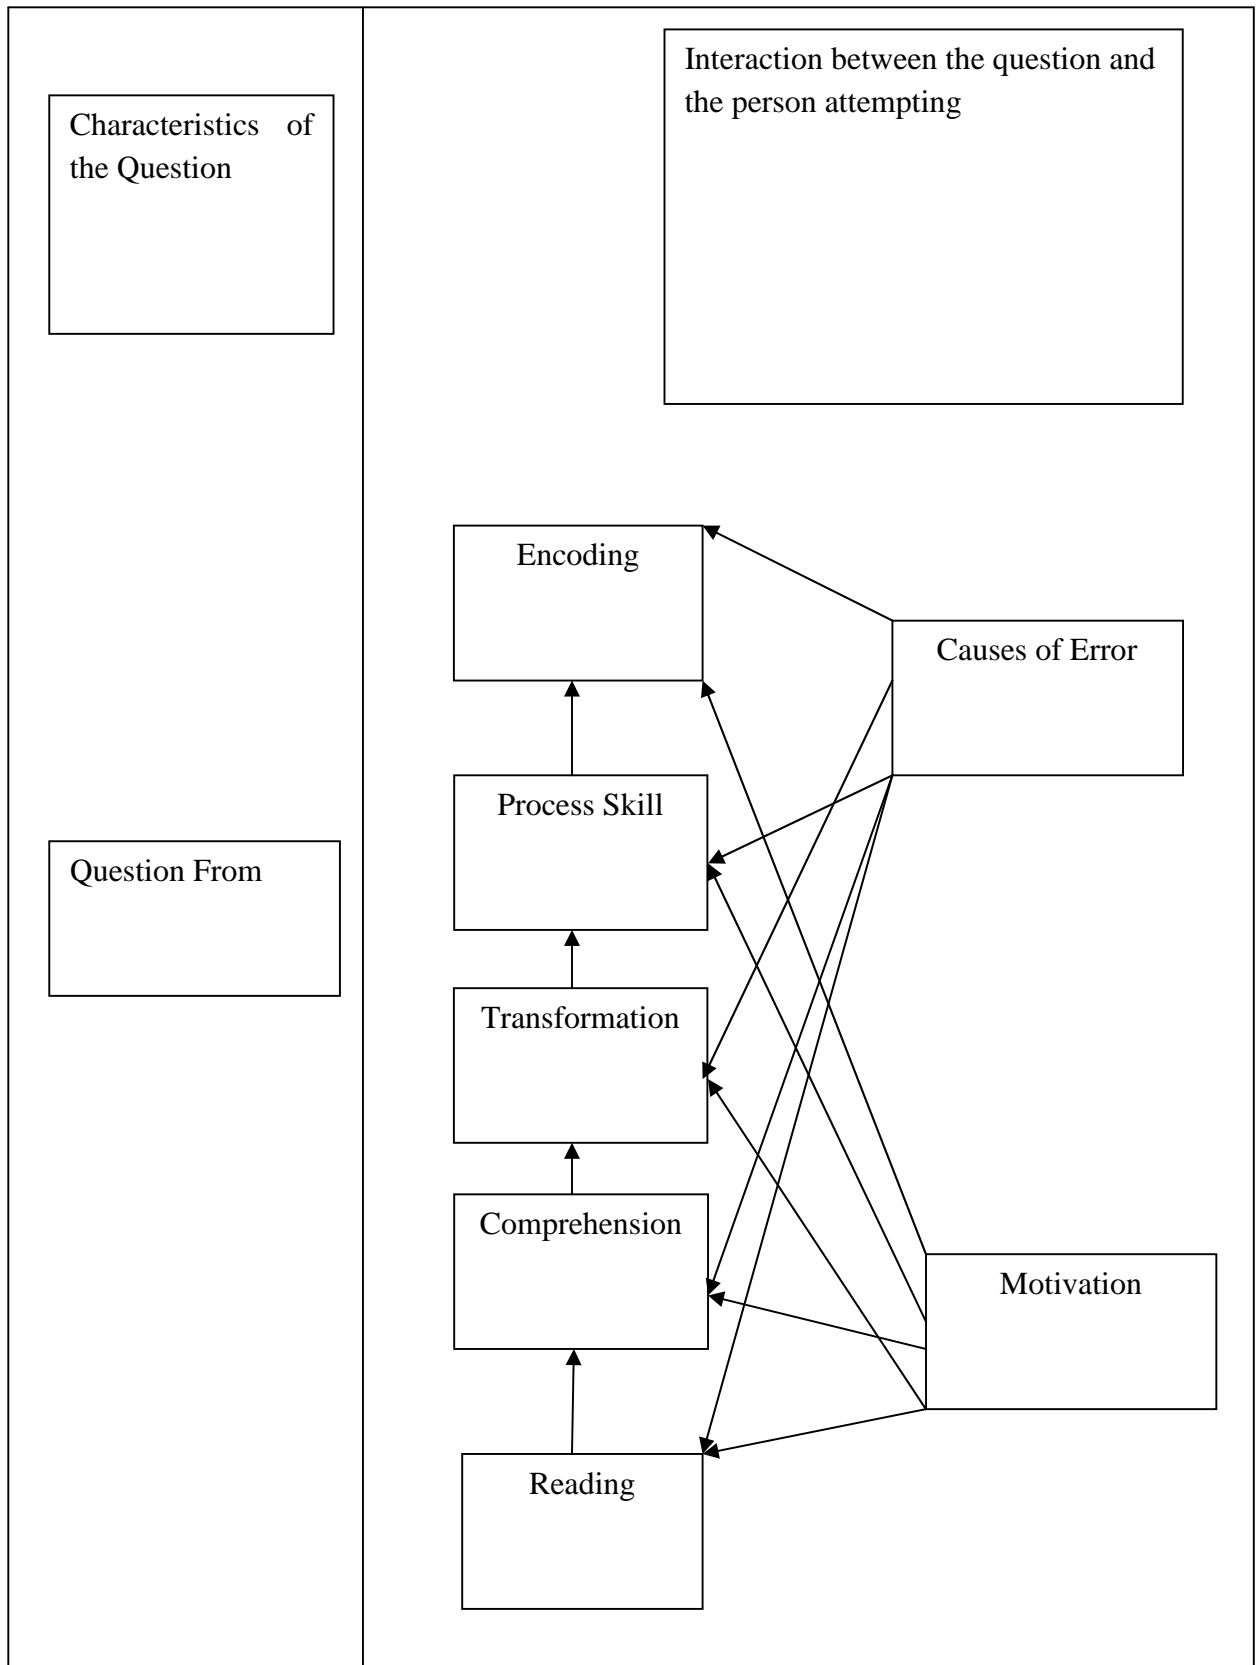 Interaction between the question and
the person attempting
Characteristics of
the Question
Encoding
Causes of Error
Process Skill
Question From
Transformation
Comprehension
Motivation
Reading